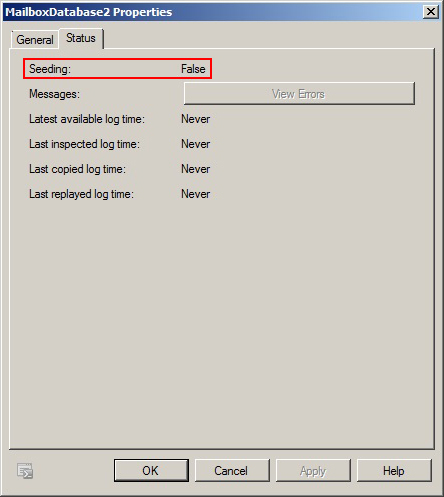 MailboxDatabase2 Properties
General Status
Seeding: False
Messages: View Errors
Latest available log time: Never
Last inspected log time: Never
Last copied log time: Never
Last replayed log time: Never
OK Cancel Apply Help